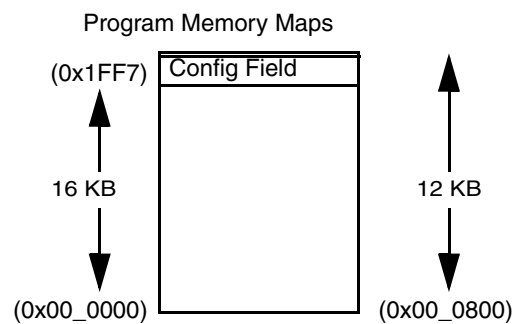 Program Memory Maps
(0x1FF7) Config Field
16 KB 12 KB
(0x00_0000) (0x00_0800)